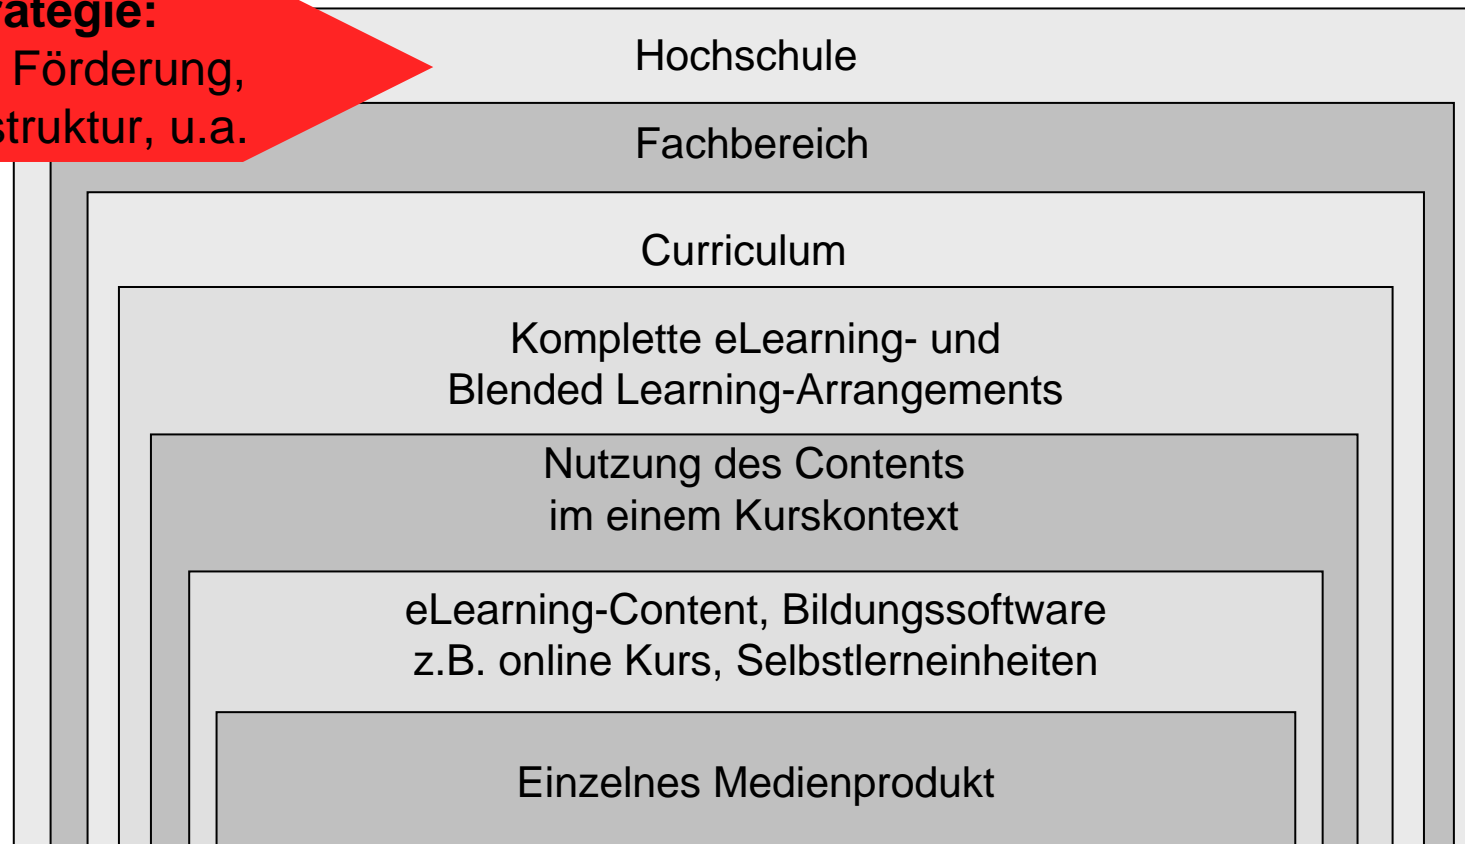 rategie:
Förderung,
struktur, u.a.
Hochschule
Fachbereich
Curriculum
Komplette eLearning- und
Blended Learning-Arrangements
Nutzung des Contents
im einem Kurskontext
eLearning-Content, Bildungssoftware
z.B. online Kurs, Selbstlerneinheiten
Einzelnes Medienprodukt